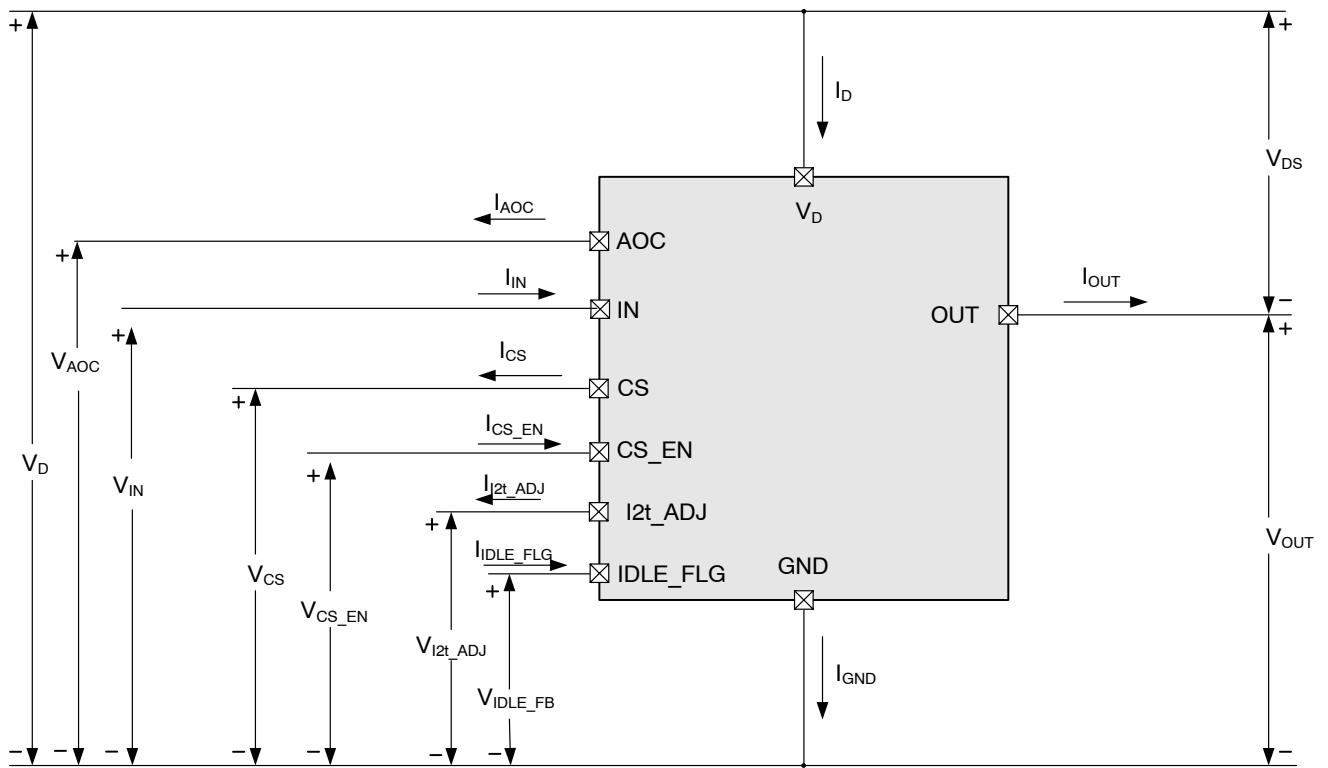 + +
I_D
V_DS
V_D
I_AOC
AOC
+
I_IN
IN
+
I_OUT
OUT
−
+
V_AOC
I_CS
CS
+
I_CS_EN
CS_EN
+
V_D
V_IN
I_I2t_ADJ
I2t_ADJ
+
V_OUT
I_IDLE_FLG
IDLE_FLG
+
GND
V_CS
V_CS_EN
V_I2t_ADJ
I_GND
V_IDLE_FB
− − − − − − − −